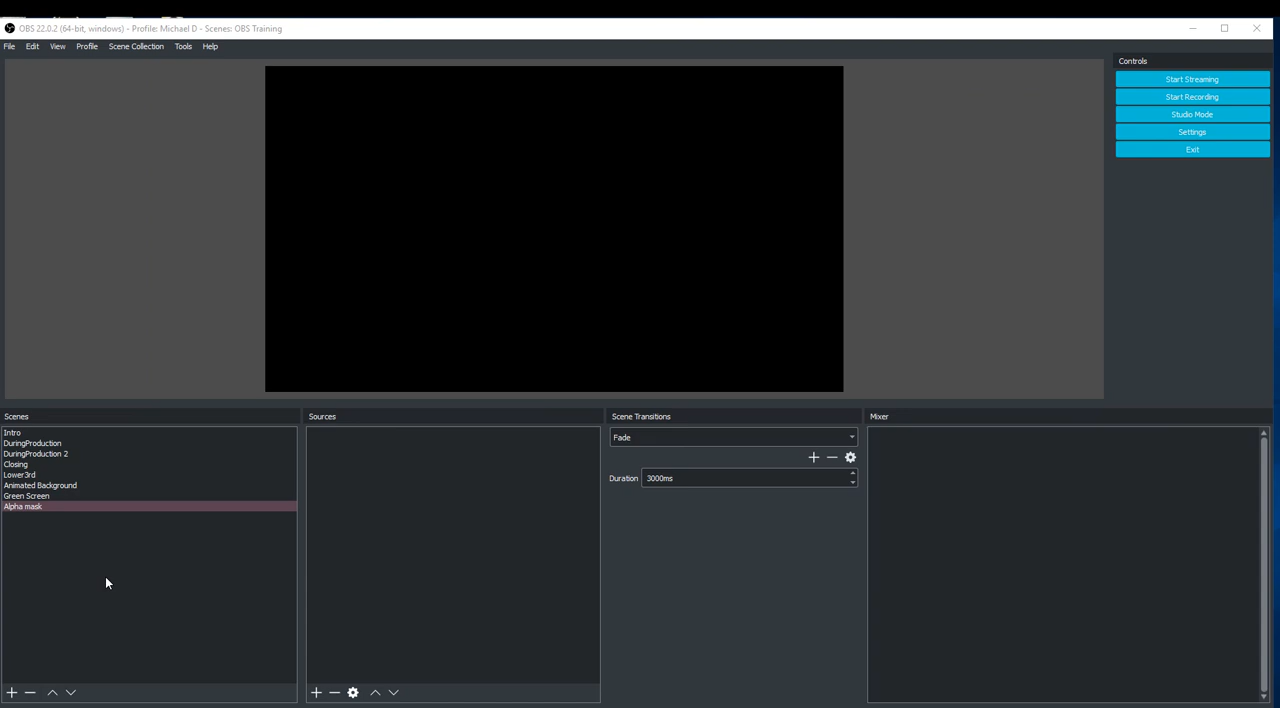 OBS 22.0.2 (64-bit, windows) - Profile: Michael D - Scenes: OBS Training
File Edit View Profile Scene Collection Tools Help
Controls
Start Streaming
Start Recording
Studio Mode
Settings
Exit
Scenes
Intro
DuringProduction
DuringProduction 2
Closing
Lower3rd
Animated Background
Green Screen
Alpha mask
Sources
Scene Transitions
Fade
Duration 3000ms
Mixer